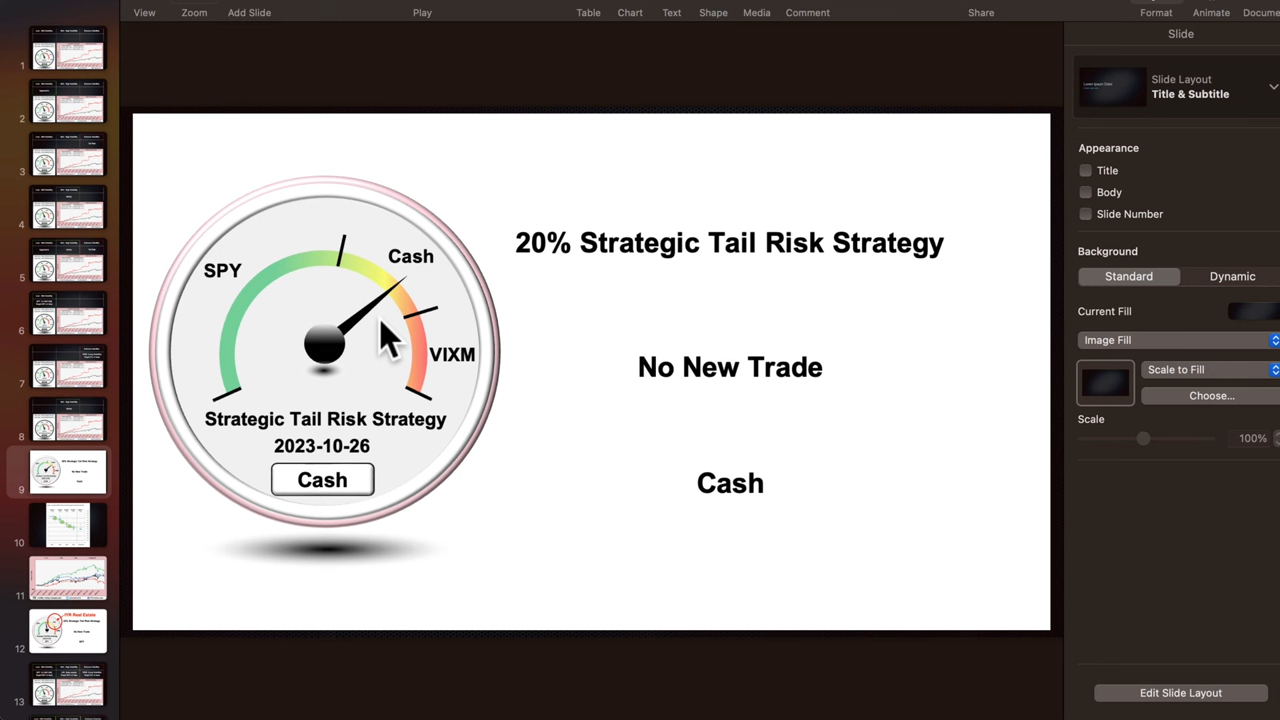 View
Zoom
Add Slide
Play
Table
Chart
Text
Shape
Media
Comment
Share
Format
Animate
Slide
Title & Subtitle
Appearance
Title
Body
Slide Number
Background
Standard
Dynamic
Current Fill
Image Fill
Scale to Fill
Choose...
Scale
100%
Edit Slide Layout
1
2
3
4
5
6
7
8
9
10
11
12
13
SPY
Cash
VIXM
Strategic Tail Risk Strategy
2023-10-26
Cash
20% Strategic Tail Risk Strategy
No New Trade
Cash